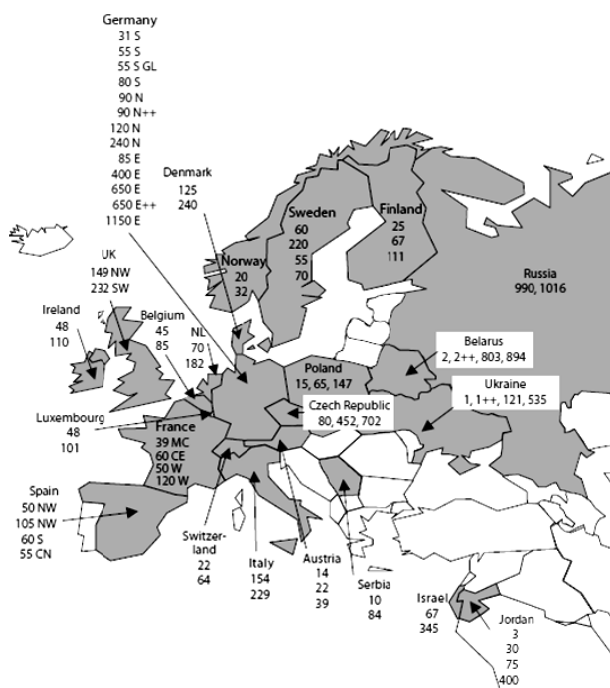 Germany
31 S
55 S
55 S GL
80 S
90 N
90 N++
120 N
240 N
85 E
400 E
650 E
650 E++
1150 E
Denmark
125
240
Sweden
60
220
55
70
Finland
25
67
111
Norway
20
32
Russia
990, 1016
UK
149 NW
232 SW
Ireland
48
110
Belgium
45
85
NL
70
182
Poland
15, 65, 147
Belarus
2, 2++, 803, 894
Ukraine
1, 1++, 121, 535
Czech Republic
80, 452, 702
Luxembourg
48
101
France
39 MC
60 CE
50 W
120 W
Spain
50 NW
105 NW
60 S
55 CN
Switzer-
land
22
64
Italy
154
229
Austria
14
22
39
Serbia
10
84
Israel
67
345
Jordan
3
30
75
400